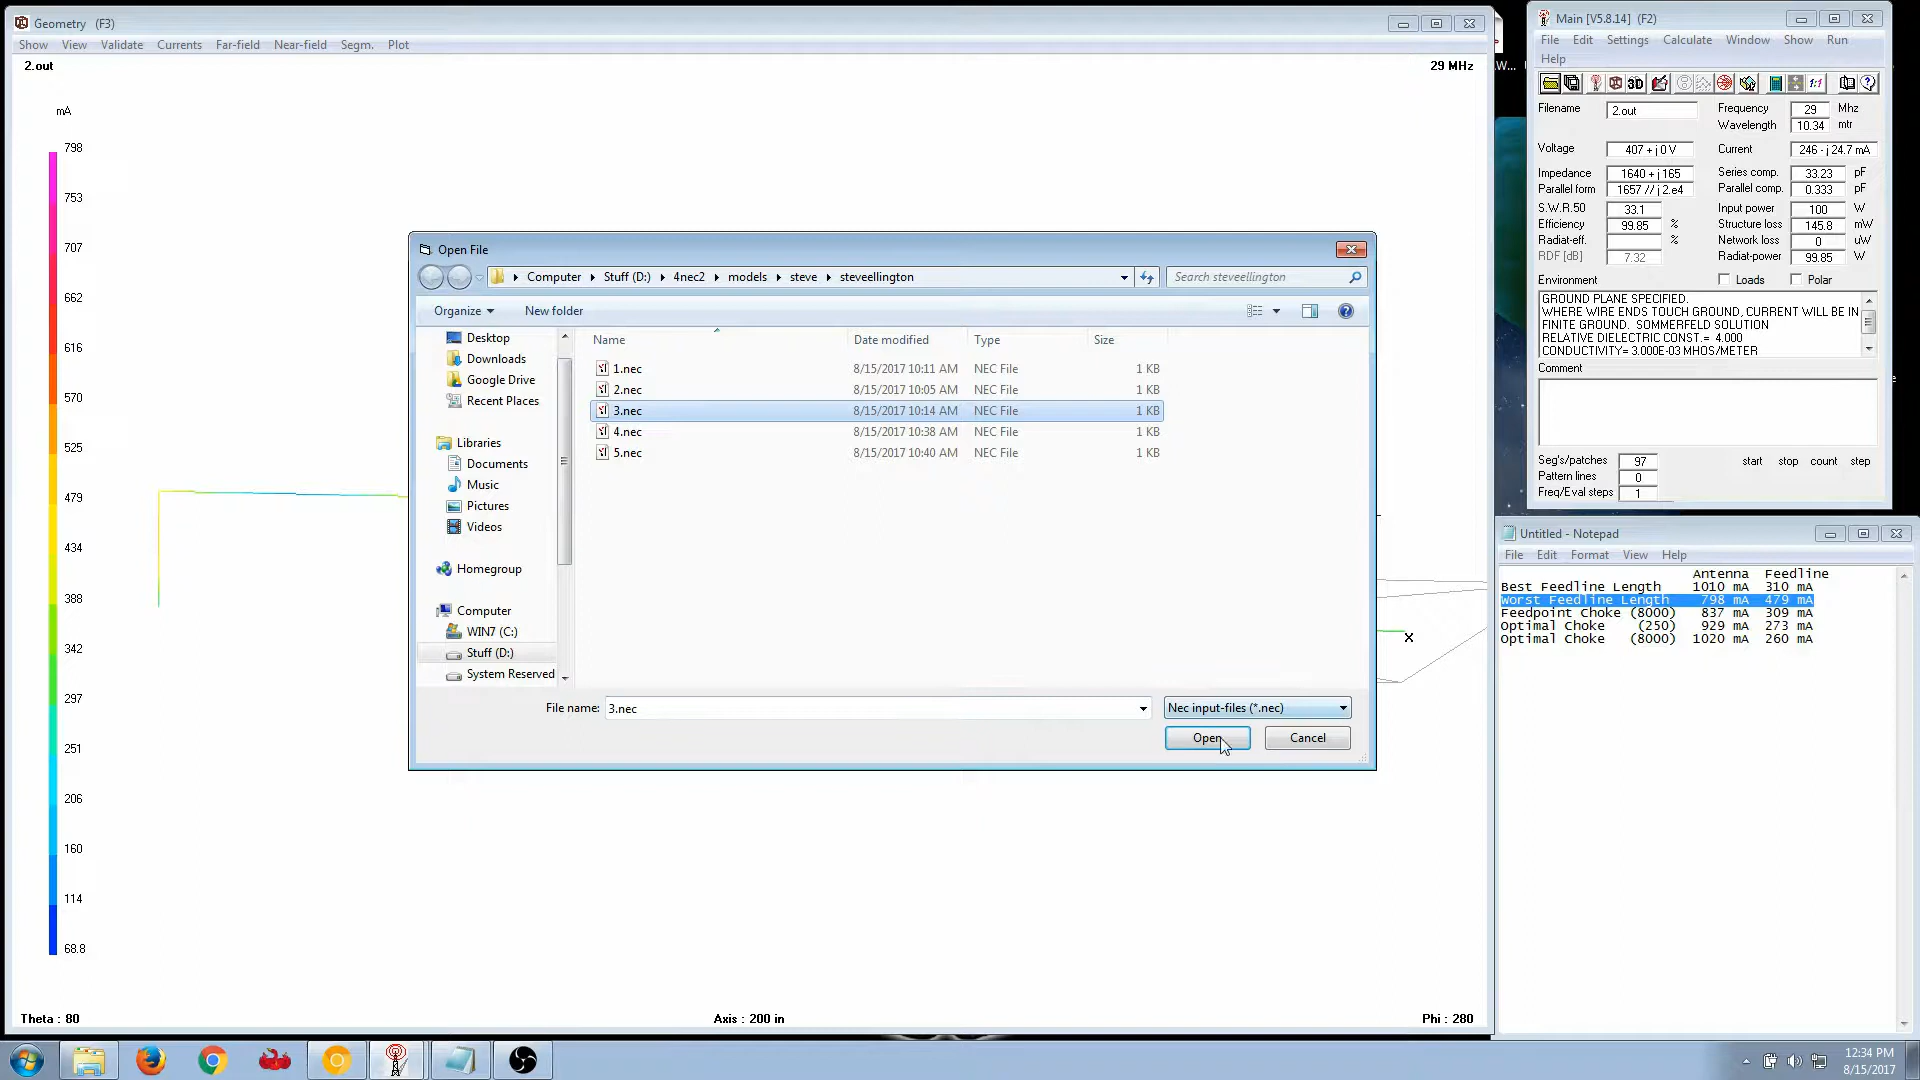 Geometry (F3)
Show View Validate Currents Far-field Near-field Segm. Plot
2.out
29 MHz
mA
798
753
707
662
616
570
525
479
434
388
342
297
251
206
160
114
68.8
Theta : 80
Axis : 200 in
Phi : 280
X
Open File
Computer Stuff (D:) 4nec2 models steve steveellington
Search steveellington
Organize New folder
Desktop
Downloads
Google Drive
Recent Places
Libraries
Documents
Music
Pictures
Videos
Homegroup
Computer
WIN7 (C:)
Stuff (D:)
System Reserved
Name Date modified Type Size
1.nec 8/15/2017 10:11 AM NEC File 1 KB
2.nec 8/15/2017 10:05 AM NEC File 1 KB
3.nec 8/15/2017 10:14 AM NEC File 1 KB
4.nec 8/15/2017 10:38 AM NEC File 1 KB
5.nec 8/15/2017 10:40 AM NEC File 1 KB
File name: 3.nec
Nec input-files (*.nec)
Open Cancel
Main [V5.8.14] (F2)
File Edit Settings Calculate Window Show Run
Help
3D
1:1
Filename 2.out Frequency 29 Mhz
Wavelength 10.34 mtr
Voltage 407 + j 0 V Current 246 - j 24.7 mA
Impedance 1640 + j 165 Series comp. 33.23 pF
Parallel form 1657 // j 2.e4 Parallel comp. 0.333 pF
S.W.R.50 33.1 Input power 100 W
Efficiency 99.85 % Structure loss 145.8 mW
Radiat-eff. % Network loss 0 uW
RDF [dB] 7.32 Radiat-power 99.85 W
Environment Loads Polar
GROUND PLANE SPECIFIED.
WHERE WIRE ENDS TOUCH GROUND, CURRENT WILL BE IN
FINITE GROUND. SOMMERFELD SOLUTION
RELATIVE DIELECTRIC CONST.= 4.000
CONDUCTIVITY= 3.000E-03 MHOS/METER
Comment
Seg's/patches 97 start stop count step
Pattern lines 0
Freq/Eval steps 1
Untitled - Notepad
File Edit Format View Help
Antenna Feedline
Best Feedline Length 1010 mA 310 mA
Worst Feedline Length 798 mA 479 mA
Feedpoint Choke (8000) 837 mA 309 mA
Optimal Choke (250) 929 mA 273 mA
Optimal Choke (8000) 1020 mA 260 mA
12:34 PM
8/15/2017